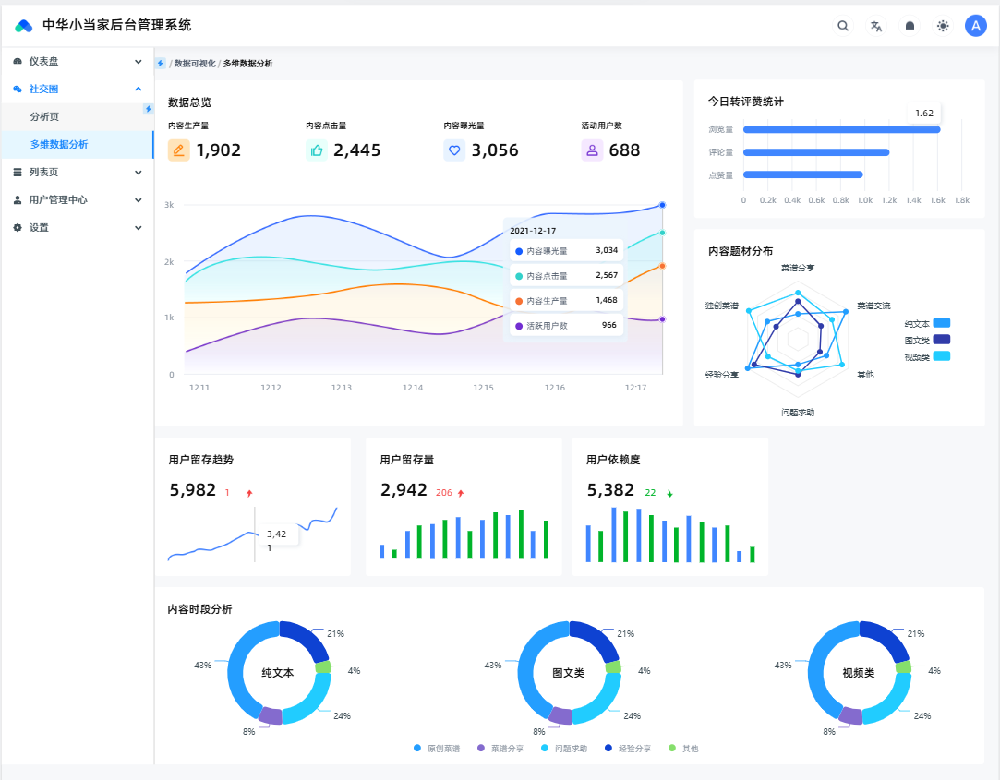 中华小当家后台管理系统
A
仪表盘
社交圈
分析页
多维数据分析
列表页
用户管理中心
设置
/ 数据可视化 / 多维数据分析
数据总览
内容生产量 内容点击量 内容曝光量 活动用户数
1,902 2,445 3,056 688
3k
2k
1k
0
12.11 12.12 12.13 12.14 12.15 12.16 12:17
2021-12-17
内容曝光量 3,034
内容点击量 2,567
内容生产量 1,468
活跃用户数 966
今日转评赞统计
1.62
浏览量
评论量
点赞量
0 0.2k 0.4k 0.6k 0.8k 1.0k 1.2k 1.4k 1.6k 1.8k
内容题材分布
菜谱分享
独创菜谱 菜谱交流
经验分享 其他
问题求助
纯文本
图文类
视频类
用户留存趋势
5,982 1
3,42
1
用户留存量
2,942 206
用户依赖度
5,382 22
内容时段分析
21%
43%
4%
纯文本
24%
8%
21%
43%
4%
图文类
24%
8%
21%
43%
4%
视频类
24%
8%
原创菜谱 菜谱分享 问题求助 经验分享 其他